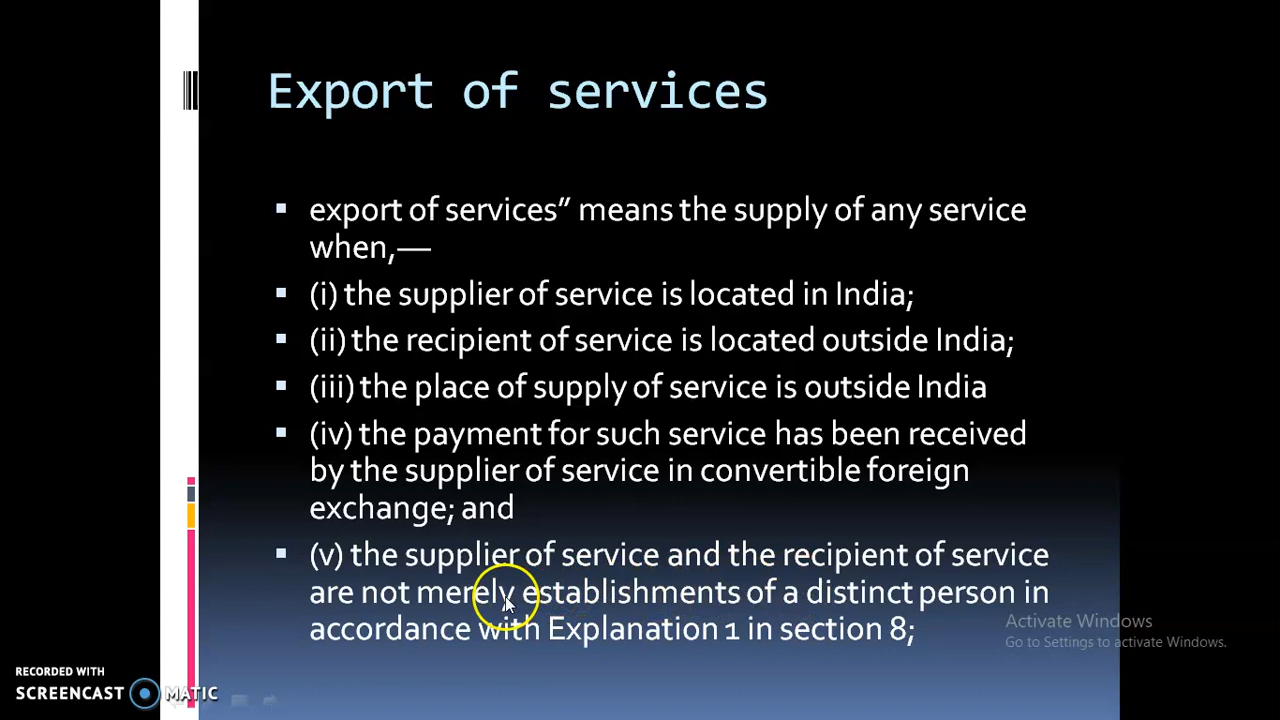 Export of services
export of services” means the supply of any service
when,—
(i) the supplier of service is located in India;
(ii) the recipient of service is located outside India;
(iii) the place of supply of service is outside India
(iv) the payment for such service has been received
by the supplier of service in convertible foreign
exchange; and
(v) the supplier of service and the recipient of service
are not merely establishments of a distinct person in
accordance with Explanation 1 in section 8;
Activate Windows
Go to Settings to activate Windows.
RECORDED WITH
SCREENCAST MATIC